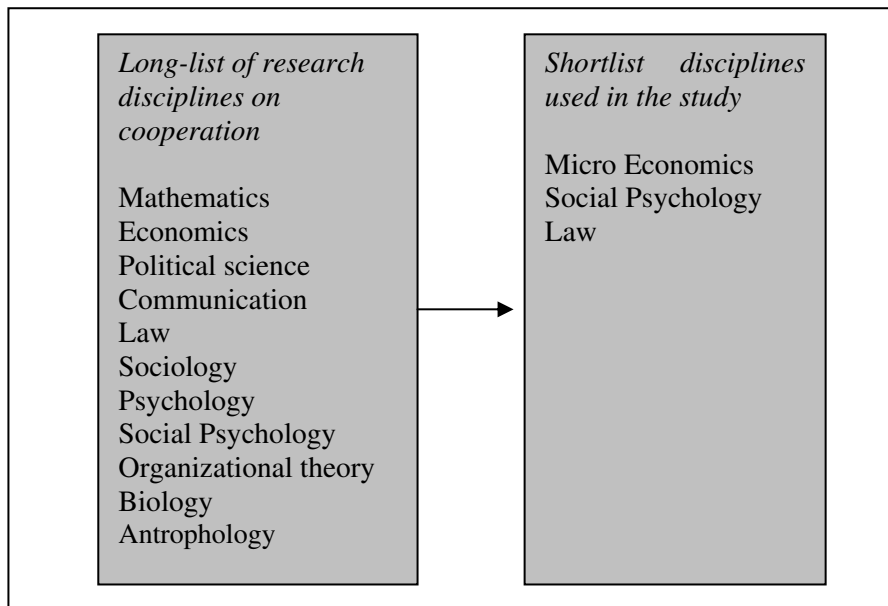 Long-list of research
disciplines on
cooperation
Mathematics
Economics
Political science
Communication
Law
Sociology
Psychology
Social Psychology
Organizational theory
Biology
Antrophology
Shortlist disciplines
used in the study
Micro Economics
Social Psychology
Law